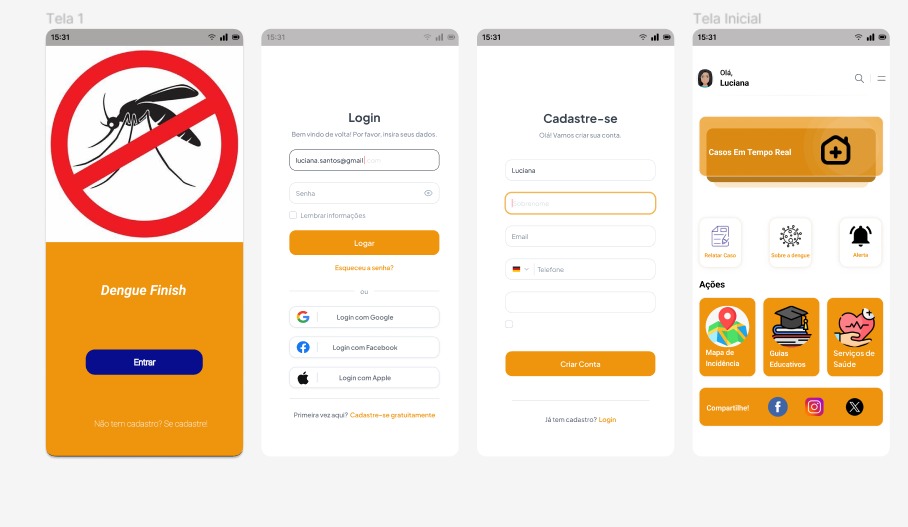 Tela 1
15:31
Dengue Finish
Entrar
Não tem cadastro? Se cadastre!
15:31
Login
Bem vindo de volta! Por favor, insira seus dados.
luciana.santos@gmail.com
Senha
Lembrar informações
Logar
Esqueceu a senha?
ou
Login com Google
Login com Facebook
Login com Apple
Primeira vez aqui? Cadastre-se gratuitamente
15:31
Cadastre-se
Olá! Vamos criar sua conta.
Luciana
Sobrenome
Email
Telefone
Criar Conta
Já tem cadastro? Login
Tela Inicial
15:31
Olá,
Luciana
Casos Em Tempo Real
Relatar Caso
Sobre a dengue
Alerta
Ações
Mapa de
Incidência
Guias
Educativos
Serviços de
Saúde
Compartilhe!